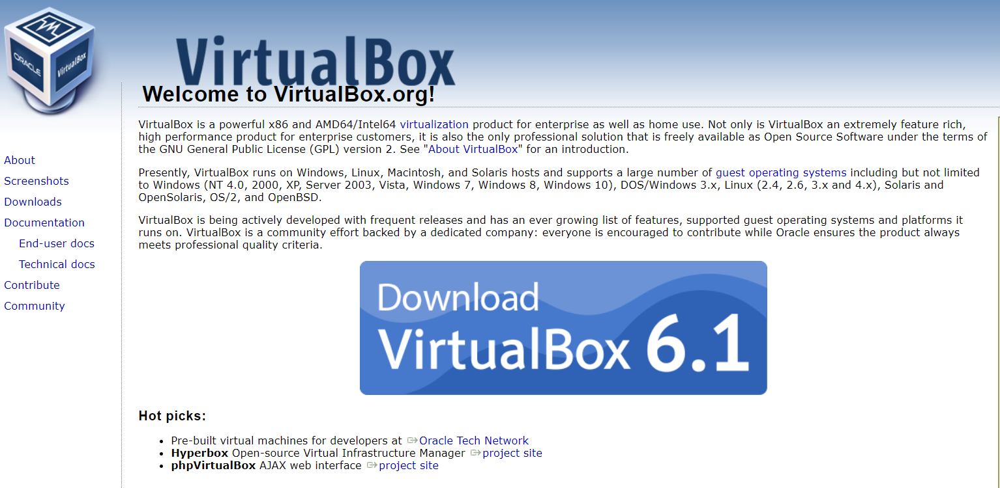 ORACLE
VirtualBox
VirtualBox
Welcome to VirtualBox.org!
About
Screenshots
Downloads
Documentation
End-user docs
Technical docs
Contribute
Community
VirtualBox is a powerful x86 and AMD64/Intel64 virtualization product for enterprise as well as home use. Not only is VirtualBox an extremely feature rich,
high performance product for enterprise customers, it is also the only professional solution that is freely available as Open Source Software under the terms of
the GNU General Public License (GPL) version 2. See "About VirtualBox" for an introduction.
Presently, VirtualBox runs on Windows, Linux, Macintosh, and Solaris hosts and supports a large number of guest operating systems including but not limited
to Windows (NT 4.0, 2000, XP, Server 2003, Vista, Windows 7, Windows 8, Windows 10), DOS/Windows 3.x, Linux (2.4, 2.6, 3.x and 4.x), Solaris and
OpenSolaris, OS/2, and OpenBSD.
VirtualBox is being actively developed with frequent releases and has an ever growing list of features, supported guest operating systems and platforms it
runs on. VirtualBox is a community effort backed by a dedicated company: everyone is encouraged to contribute while Oracle ensures the product always
meets professional quality criteria.
Download
VirtualBox 6.1
Hot picks:
Pre-built virtual machines for developers at Oracle Tech Network
Hyperbox Open-source Virtual Infrastructure Manager project site
phpVirtualBox AJAX web interface project site